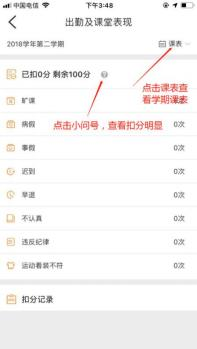 中国电信 下午3:48
出勤及课堂表现
2018学年第二学期 课表
已扣0分 剩余100分 ?
点击课表查
看学期课表
旷课 0次
病假 0次
点击小问号，查看扣分明显
事假 0次
迟到 0次
早退 0次
不认真 0次
违反纪律 0次
运动着装不符 0次
扣分记录